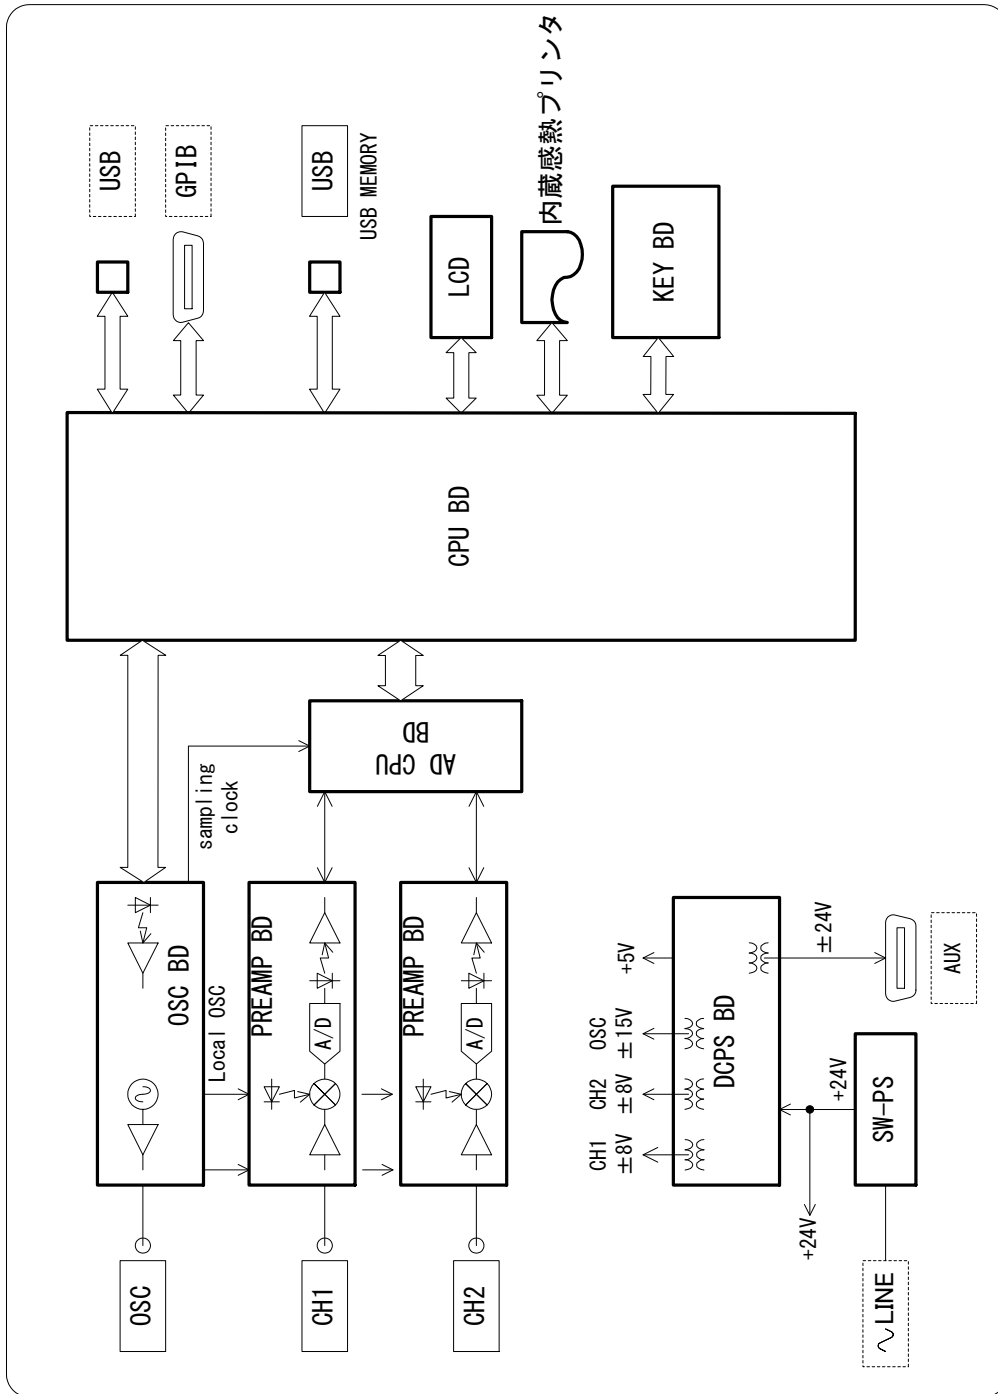 OSC
CH1
CH2
OSC BD
Local OSC
PREAMP BD
A/D
PREAMP BD
A/D
sampling
clock
AD CPU
BD
CPU BD
USB
GPIB
USB
USB MEMORY
LCD
内蔵感熱プリンタ
KEY BD
CH1
±8V
CH2
±8V
OSC
±15V
+5V
DCPS BD
±24V
AUX
+24V
+24V
SW-PS
LINE